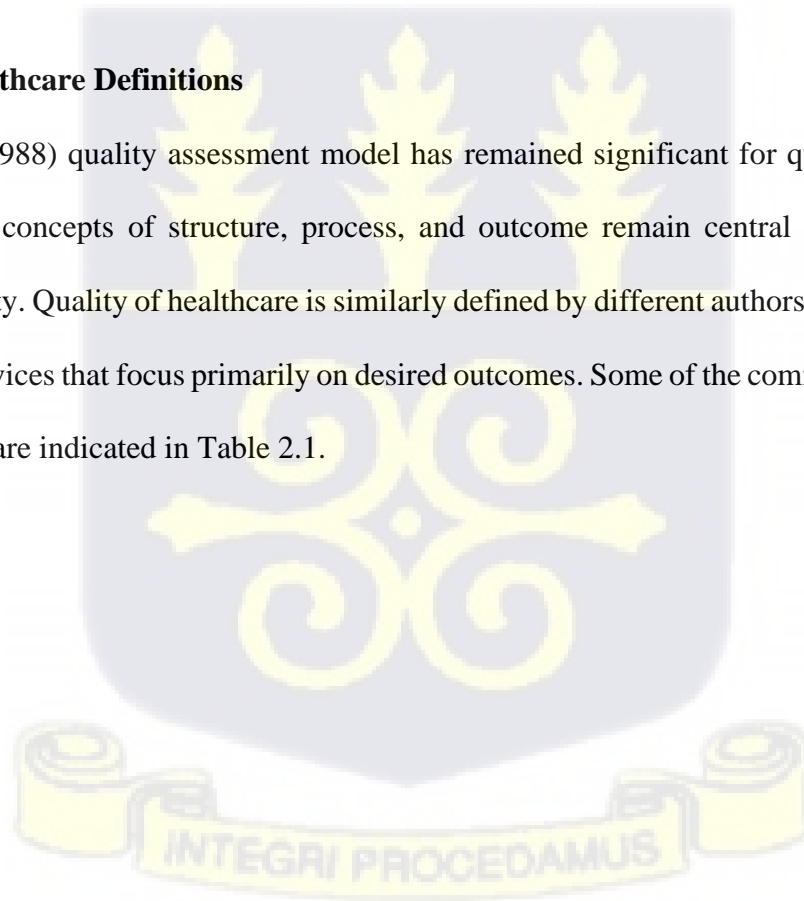 thcare Definitions
988) quality assessment model has remained significant for qu
concepts of structure, process, and outcome remain central
ty. Quality of healthcare is similarly defined by different authors
vices that focus primarily on desired outcomes. Some of the com
are indicated in Table 2.1.
INTEGRI PROCEDAMUS